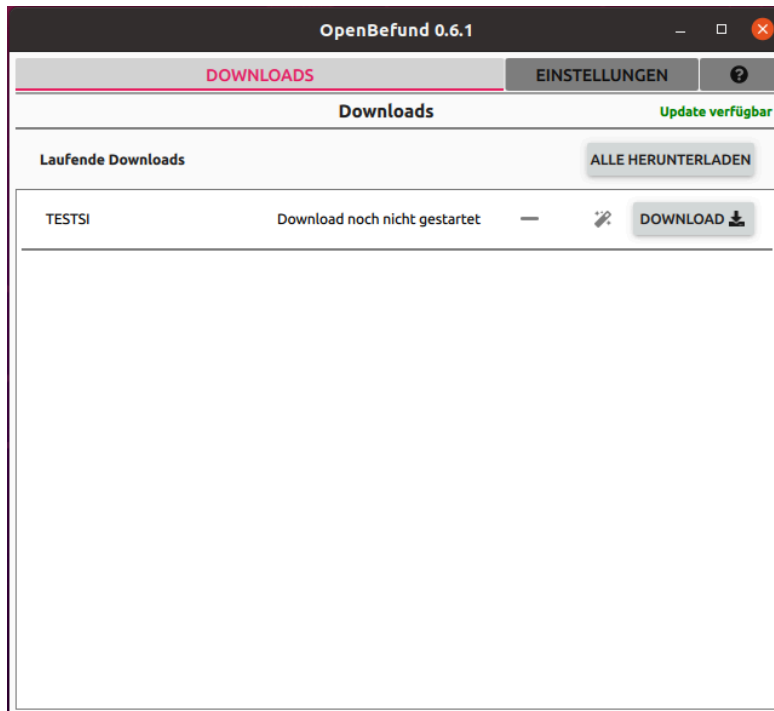 OpenBefund 0.6.1
DOWNLOADS EINSTELLUNGEN
Downloads Update verfügbar
Laufende Downloads ALLE HERUNTERLADEN
TESTSI Download noch nicht gestartet DOWNLOAD